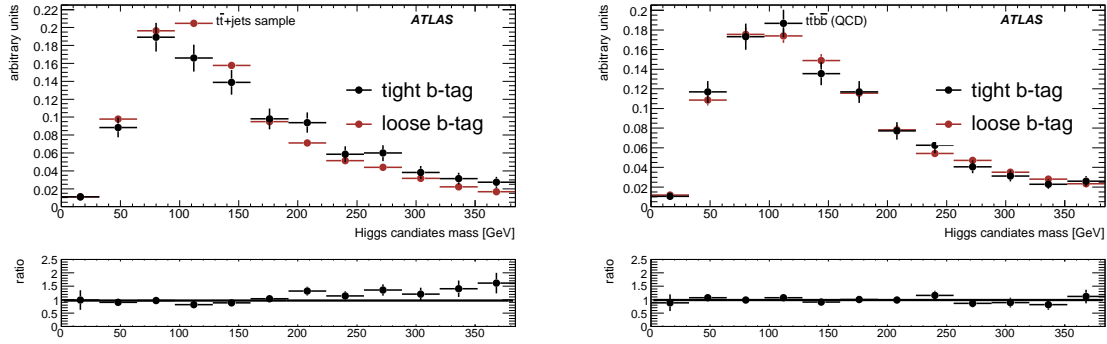 arbitrary units
0.22
0.2
0.18
0.16
0.14
0.12
0.1
0.08
0.06
0.04
0.02
0 50 100 150 200 250 300 350
tt̄+jets sample
ATLAS
tight b-tag
loose b-tag
Higgs candiates mass [GeV]
ratio
2.5
2
1.5
1
0.5
0
0 50 100 150 200 250 300 350
arbitrary units
0.2
0.18
0.16
0.14
0.12
0.1
0.08
0.06
0.04
0.02
0
0 50 100 150 200 250 300 350
tt̄bb̄ (QCD)
ATLAS
tight b-tag
loose b-tag
Higgs candiates mass [GeV]
ratio
2.5
2
1.5
1
0.5
0
0 50 100 150 200 250 300 350